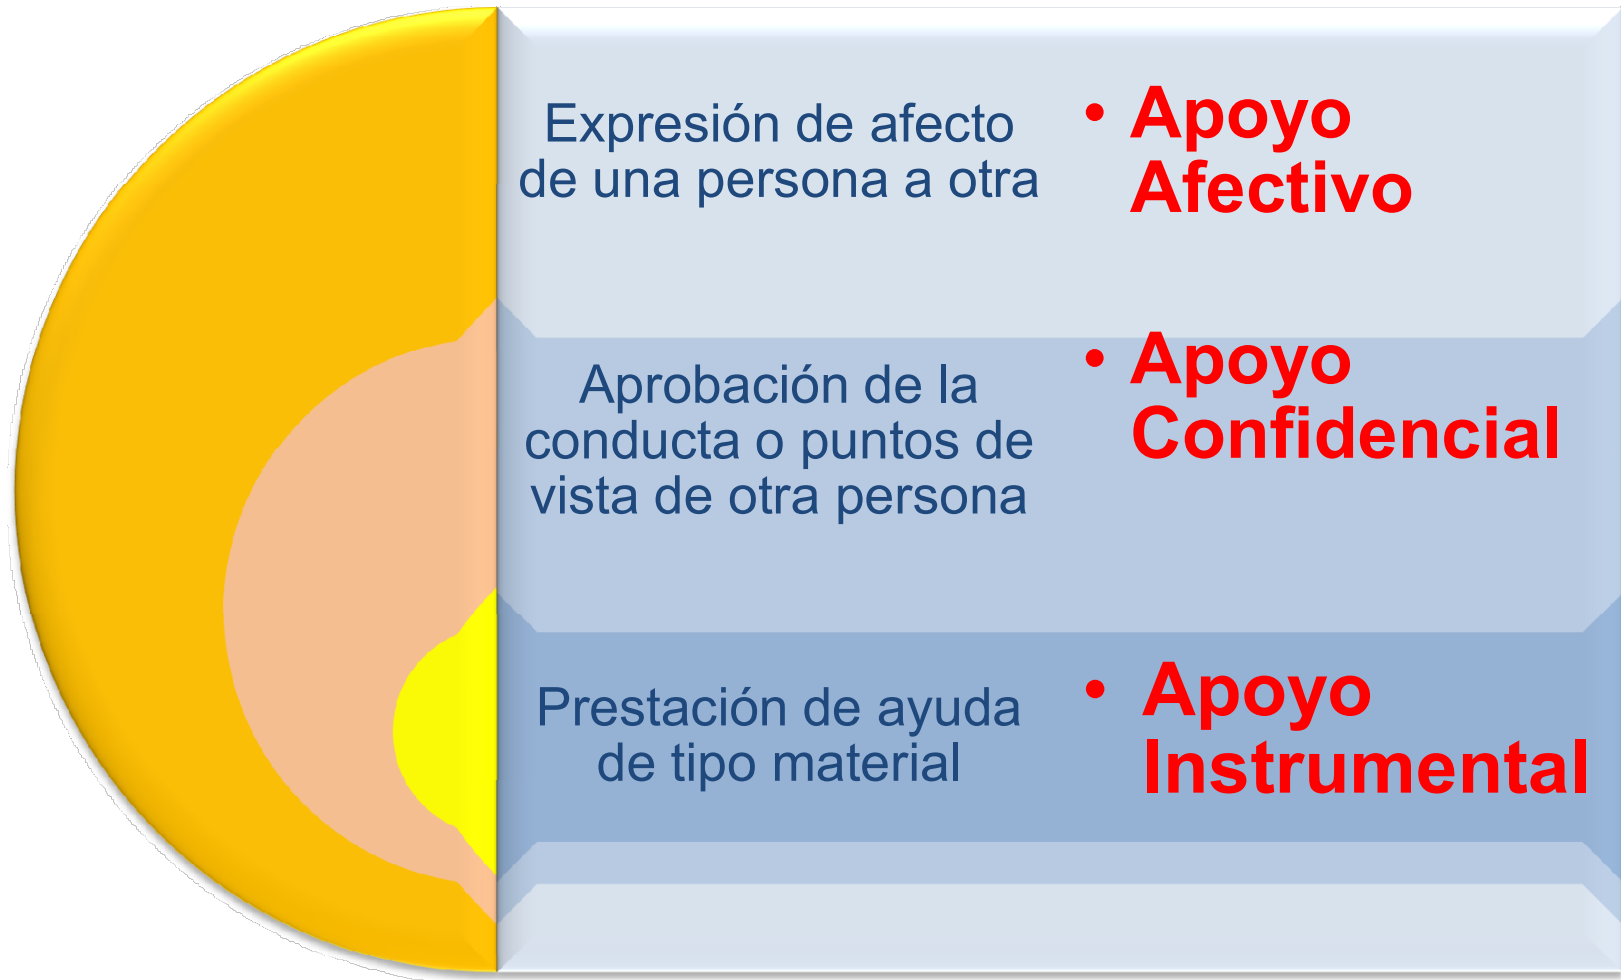 Expresión de afecto
de una persona a otra
• Apoyo
Afectivo
Aprobación de la
conducta o puntos de
vista de otra persona
• Apoyo
Confidencial
Prestación de ayuda
de tipo material
• Apoyo
Instrumental